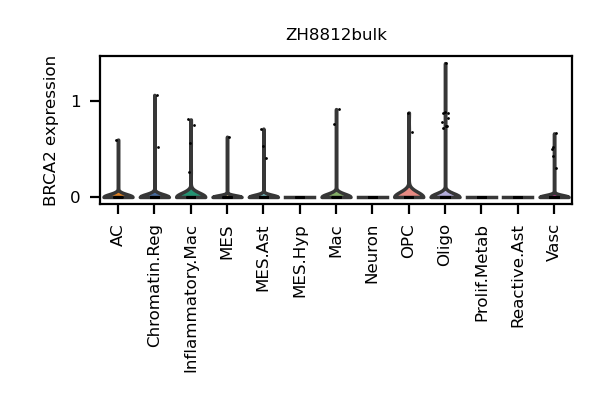 ZH8812bulk
BRCA2 expression
1
0
AC
Chromatin.Reg
Inflammatory.Mac
MES
MES.Ast
MES.Hyp
Mac
Neuron
OPC
Oligo
Prolif.Metab
Reactive.Ast
Vasc